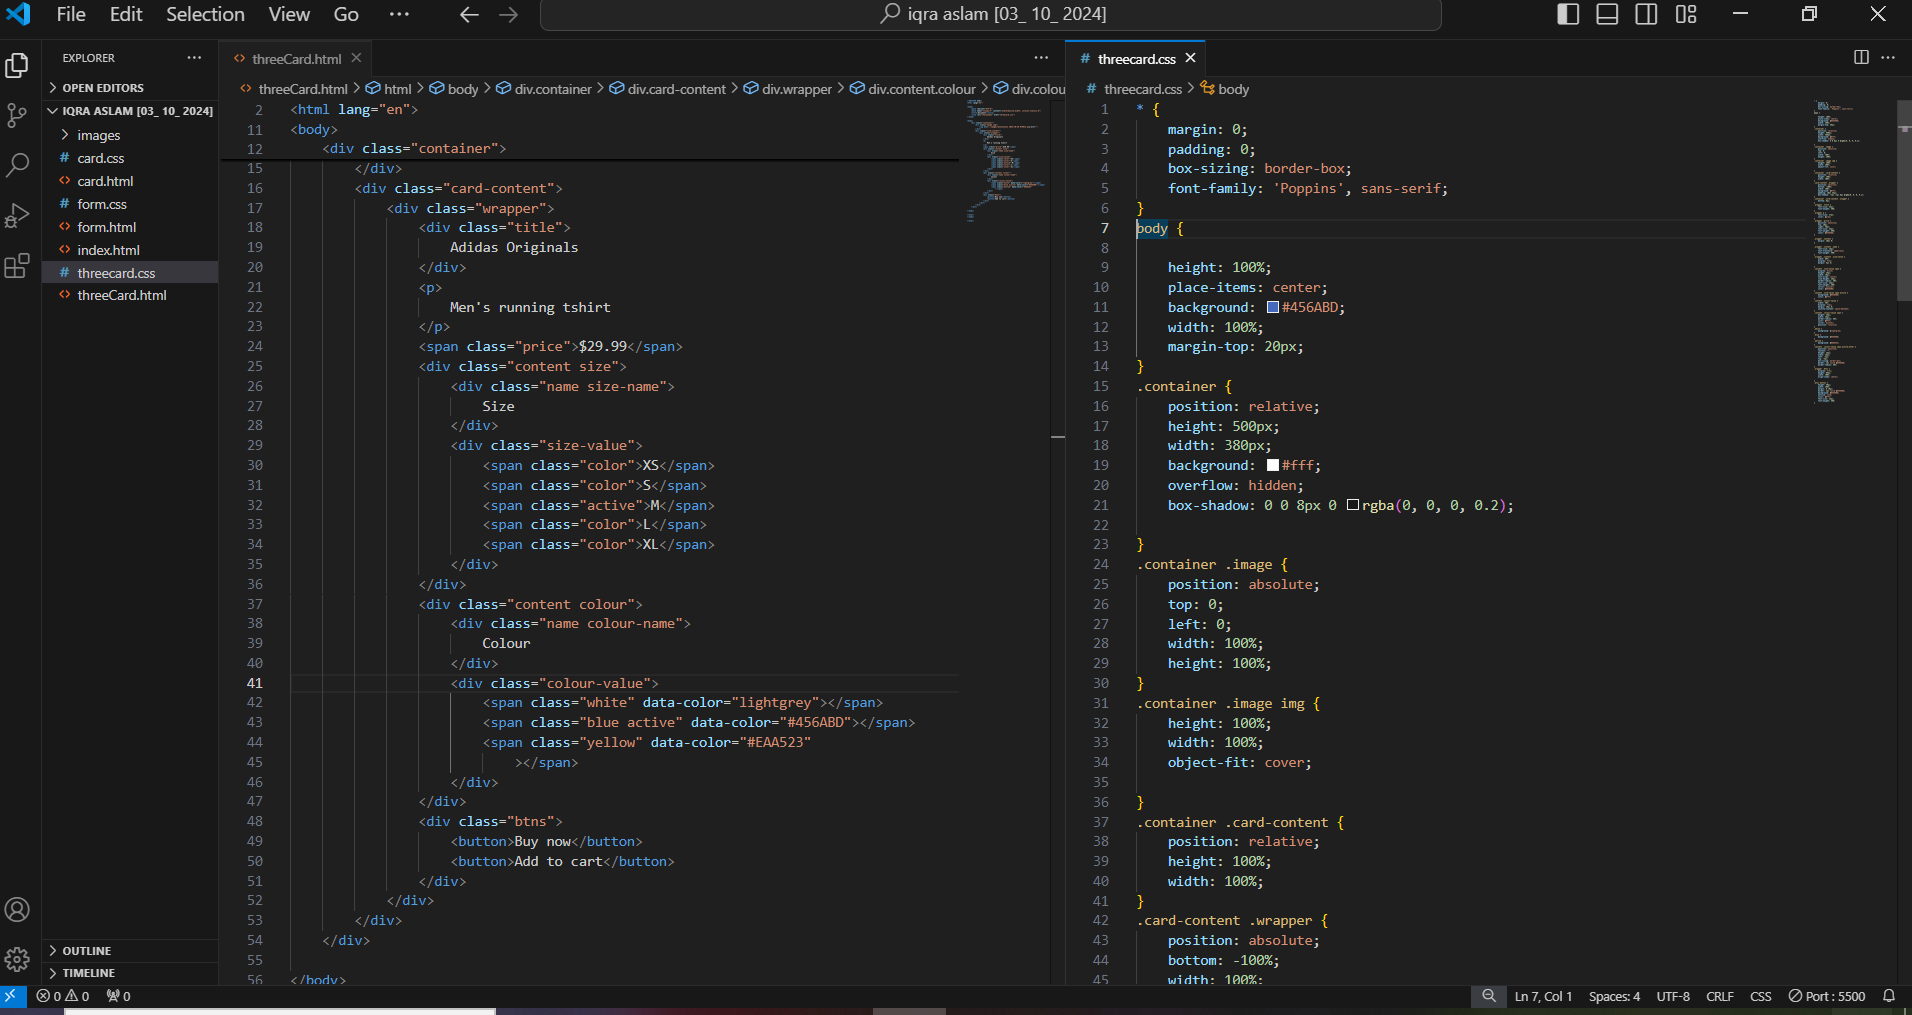 File Edit Selection View Go ···
iqra aslam [03_ 10_ 2024]
EXPLORER ···
OPEN EDITORS
IQRA ASLAM [03_ 10_ 2024]
images
# card.css
<> card.html
# form.css
<> form.html
<> index.html
# threecard.css
<> threeCard.html
OUTLINE
TIMELINE
<> threeCard.html ···
<> threeCard.html > html > body > div.container > div.card-content > div.wrapper > div.content.colour > div.colou
2 <html lang="en">
11 <body>
12 <div class="container">
15 </div>
16 <div class="card-content">
17 <div class="wrapper">
18 <div class="title">
19 Adidas Originals
20 </div>
21 <p>
22 Men's running tshirt
23 </p>
24 <span class="price">$29.99</span>
25 <div class="content size">
26 <div class="name size-name">
27 Size
28 </div>
29 <div class="size-value">
30 <span class="color">XS</span>
31 <span class="color">S</span>
32 <span class="active">M</span>
33 <span class="color">L</span>
34 <span class="color">XL</span>
35 </div>
36 </div>
37 <div class="content colour">
38 <div class="name colour-name">
39 Colour
40 </div>
41 <div class="colour-value">
42 <span class="white" data-color="lightgrey"></span>
43 <span class="blue active" data-color="#456ABD"></span>
44 <span class="yellow" data-color="#EAA523"
45 ></span>
46 </div>
47 </div>
48 <div class="btns">
49 <button>Buy now</button>
50 <button>Add to cart</button>
51 </div>
52 </div>
53 </div>
54 </div>
55
56 </body>
# threecard.css ···
# threecard.css > body
1 * {
2 margin: 0;
3 padding: 0;
4 box-sizing: border-box;
5 font-family: 'Poppins', sans-serif;
6 }
7 body {
8
9 height: 100%;
10 place-items: center;
11 background: #456ABD;
12 width: 100%;
13 margin-top: 20px;
14 }
15 .container {
16 position: relative;
17 height: 500px;
18 width: 380px;
19 background: #fff;
20 overflow: hidden;
21 box-shadow: 0 0 8px 0 rgba(0, 0, 0, 0.2);
22
23 }
24 .container .image {
25 position: absolute;
26 top: 0;
27 left: 0;
28 width: 100%;
29 height: 100%;
30 }
31 .container .image img {
32 height: 100%;
33 width: 100%;
34 object-fit: cover;
35
36 }
37 .container .card-content {
38 position: relative;
39 height: 100%;
40 width: 100%;
41 }
42 .card-content .wrapper {
43 position: absolute;
44 bottom: -100%;
45 width: 100%;
0 0 0
Ln 7, Col 1 Spaces: 4 UTF-8 CRLF CSS Port : 5500